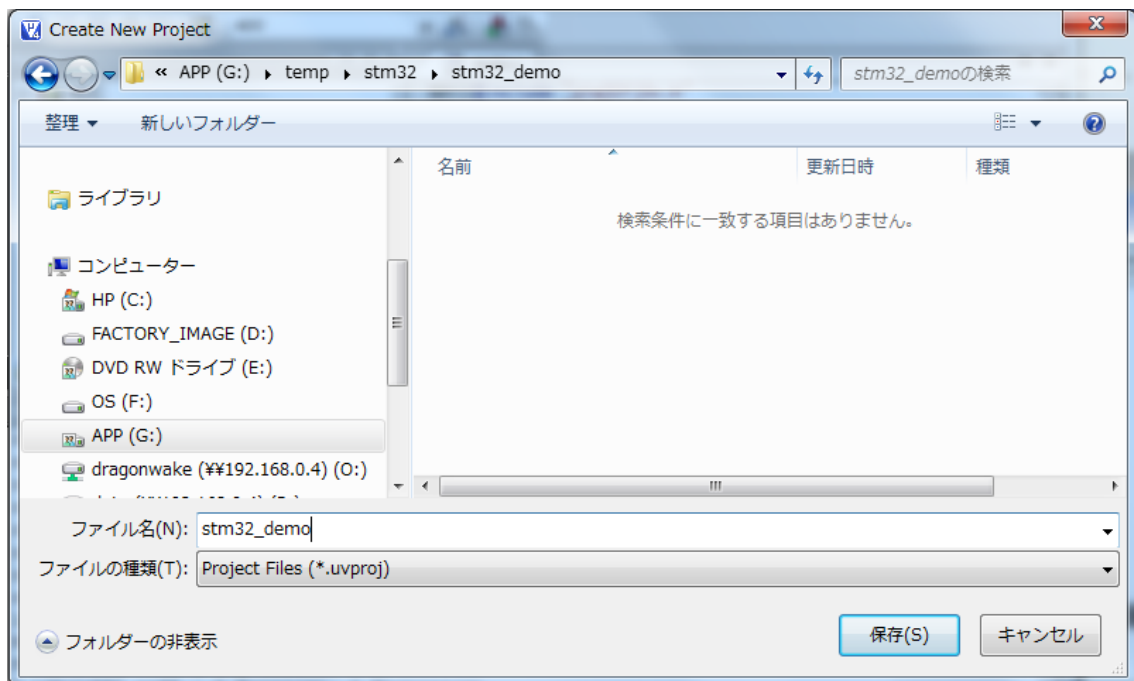 Create New Project
« APP (G:) ▸ temp ▸ stm32 ▸ stm32_demo
stm32_demoの検索
整理 ▼ 新しいフォルダー
名前 更新日時 種類
検索条件に一致する項目はありません。
ライブラリ
コンピューター
HP (C:)
FACTORY_IMAGE (D:)
DVD RW ドライブ (E:)
OS (F:)
APP (G:)
dragonwake (¥¥192.168.0.4) (O:)
ファイル名(N): stm32_demo
ファイルの種類(T): Project Files (*.uvproj)
フォルダーの非表示
保存(S) キャンセル